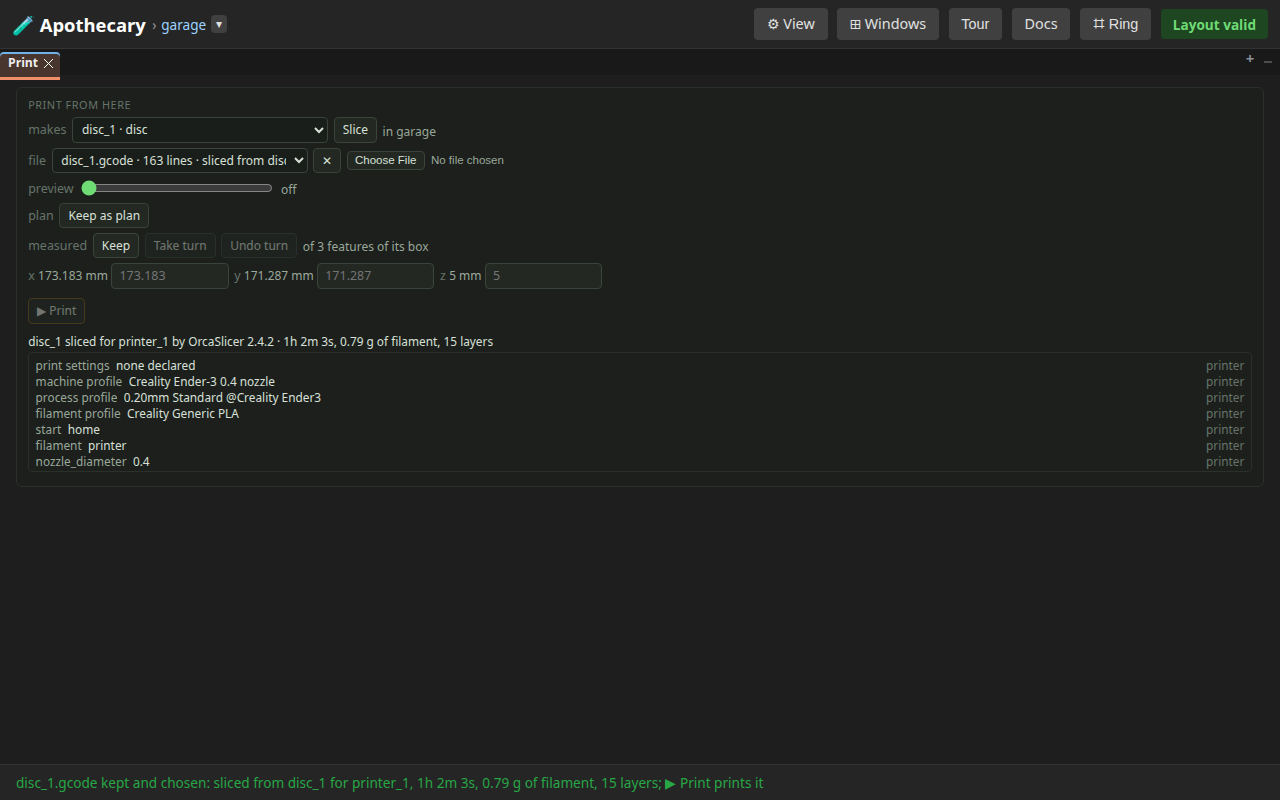 Apothecary › garage ▾
⚙ View
⊞ Windows
Tour
Docs
⌗ Ring
Layout valid
Print ✕
+ –
PRINT FROM HERE
makes disc_1 · disc Slice in garage
file disc_1.gcode · 163 lines · sliced from disc ✕ Choose File No file chosen
preview off
plan Keep as plan
measured Keep Take turn Undo turn of 3 features of its box
x 173.183 mm 173.183 y 171.287 mm 171.287 z 5 mm 5
▶ Print
disc_1 sliced for printer_1 by OrcaSlicer 2.4.2 · 1h 2m 3s, 0.79 g of filament, 15 layers
print settings none declared printer
machine profile Creality Ender-3 0.4 nozzle printer
process profile 0.20mm Standard @Creality Ender3 printer
filament profile Creality Generic PLA printer
start home printer
filament printer printer
nozzle_diameter 0.4 printer
disc_1.gcode kept and chosen: sliced from disc_1 for printer_1, 1h 2m 3s, 0.79 g of filament, 15 layers; ▶ Print prints it